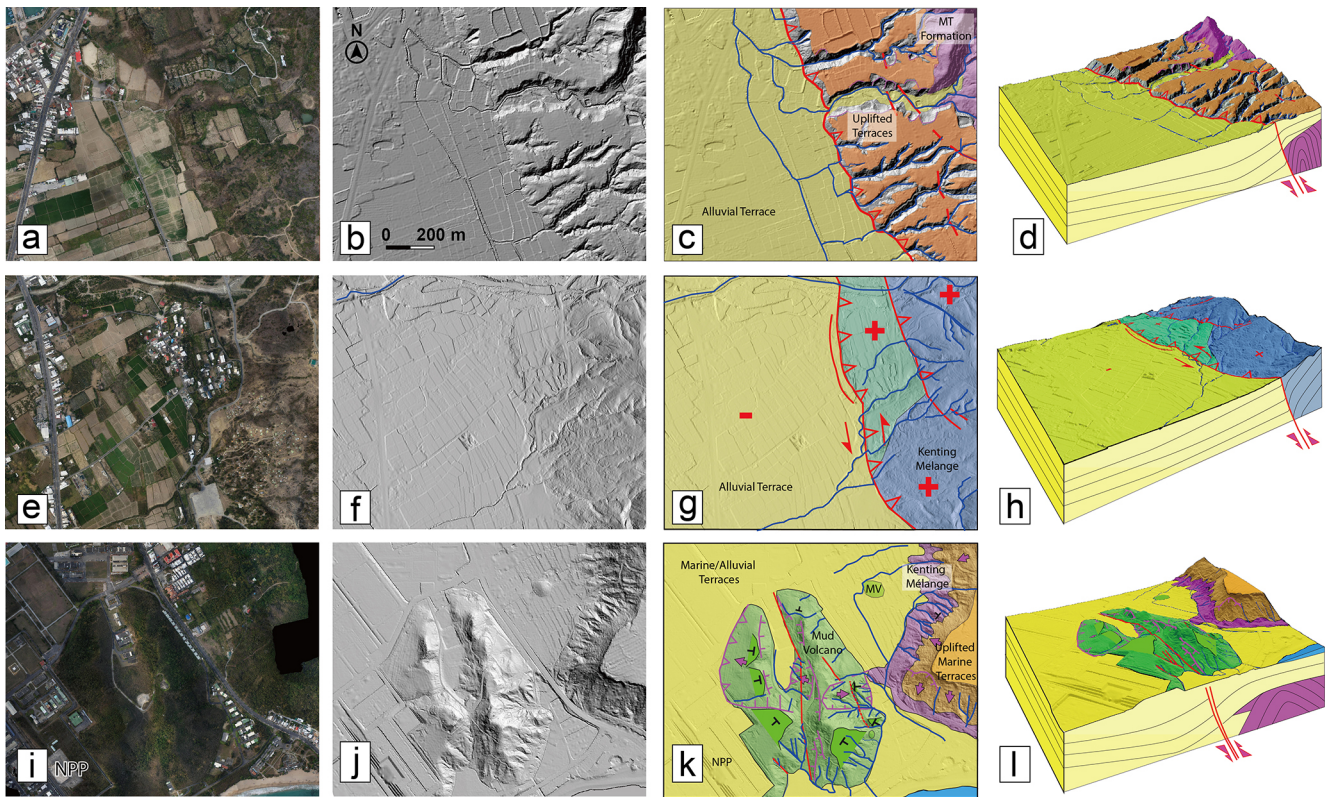 a
N
b
0 200 m
MT
Formation
Uplifted
Terraces
Alluvial Terrace
c
d
e
f
+
+
-
Kenting
Mélange
+
Alluvial Terrace
g
h
i
NPP
j
Marine/Alluvial
Terraces
Kenting
Mélange
MV
Mud
Volcano
Uplifted
Marine
Terraces
NPP
k
l